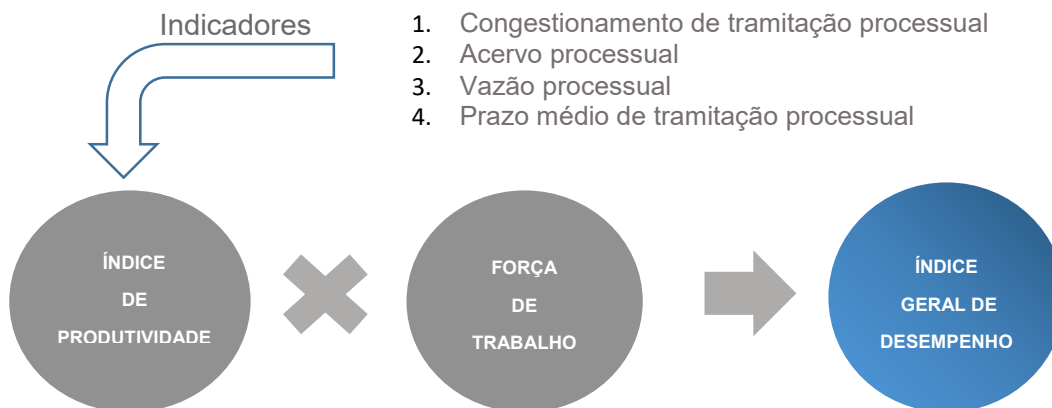 Indicadores
1. Congestionamento de tramitação processual
2. Acervo processual
3. Vazão processual
4. Prazo médio de tramitação processual
ÍNDICE
DE
PRODUTIVIDADE
FORÇA
DE
TRABALHO
ÍNDICE
GERAL DE
DESEMPENHO